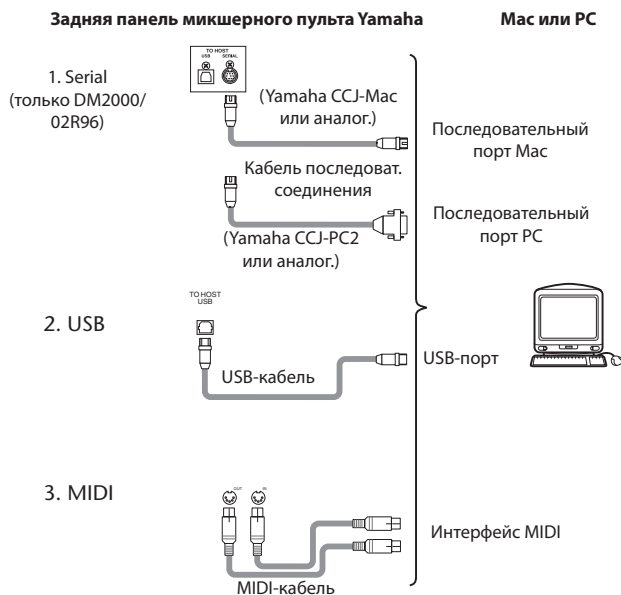 Задняя панель микшерного пульта Yamaha
Mac или PC
TO HOST
USB SERIAL
1. Serial
(только DM2000/
02R96)
(Yamaha CCJ-Mac
или аналог.)
Последовательный
порт Mac
Кабель последоват.
соединения
(Yamaha CCJ-PC2
или аналог.)
Последовательный
порт PC
TO HOST
USB
2. USB
USB-кабель
USB-порт
3. MIDI
OUT IN
Интерфейс MIDI
MIDI-кабель